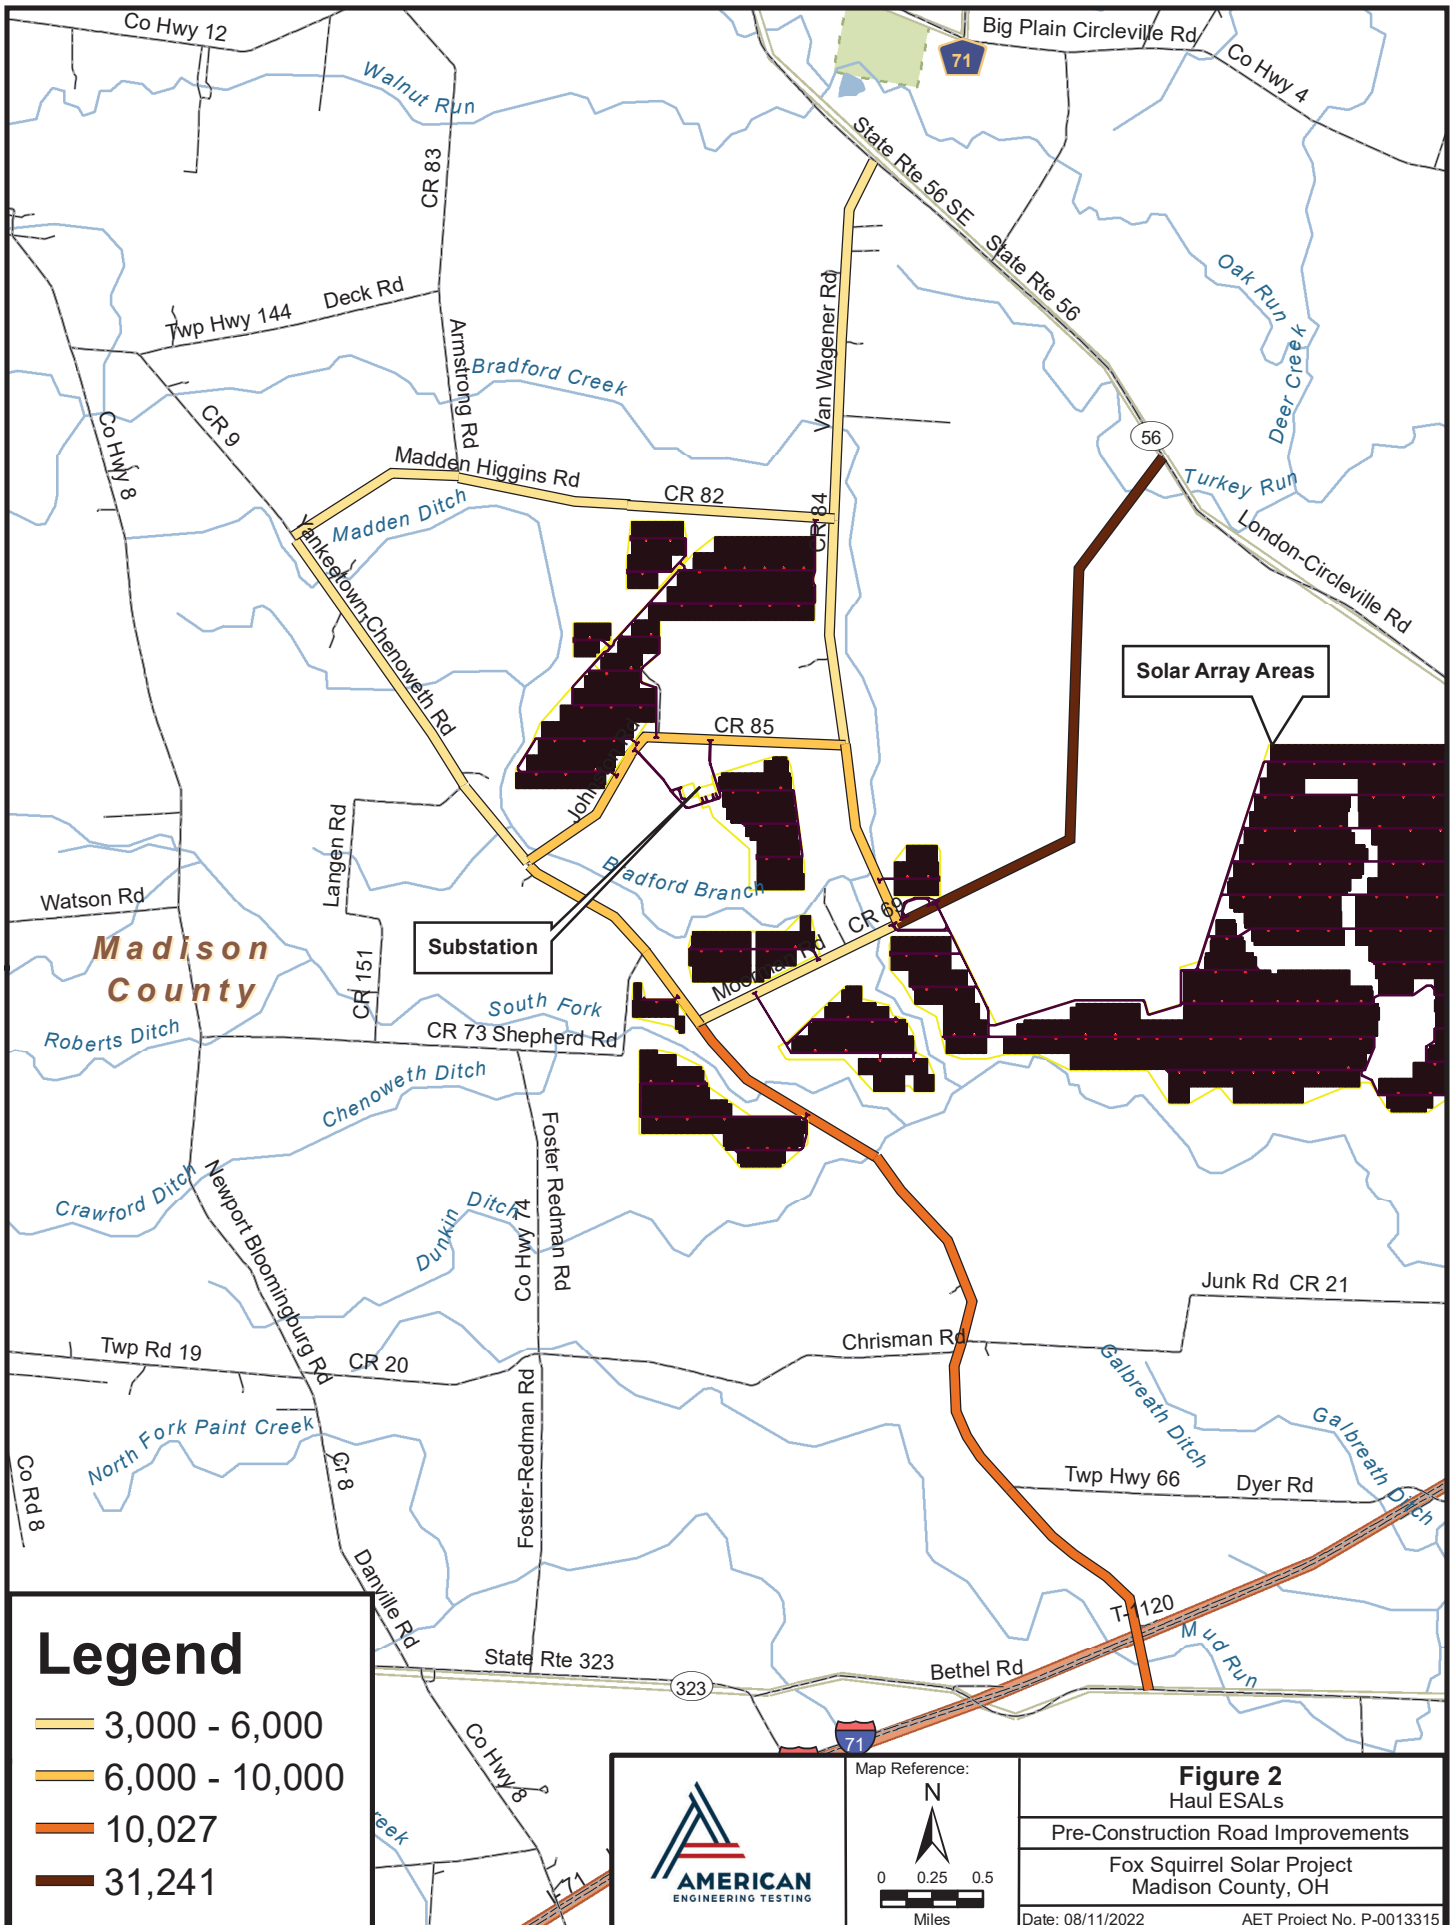 Co Hwy 12
Big Plain Circleville Rd
71
Co Hwy 4
Walnut Run
CR 83
State Rte 56 SE
State Rte 56
Oak Run
Deer Creek
Twp Hwy 144
Deck Rd
Armstrong Rd
Bradford Creek
Van Wagener Rd
CR 9
Co Hwy 8
56
Turkey Run
Madden Higgins Rd
CR 82
CR 84
Madden Ditch
London-Circleville Rd
Yankeetown-Chenoweth Rd
Solar Array Areas
CR 85
Johnson Rd
Langen Rd
Bradford Branch
Watson Rd
Madison
County
Substation
CR 69
Moorman Rd
CR 151
South Fork
Roberts Ditch
CR 73 Shepherd Rd
Chenoweth Ditch
Foster Redman Rd
Crawford Ditch
Newport Bloomingburg Rd
Dunkin Ditch
Co Hwy 74
Junk Rd CR 21
Twp Rd 19
CR 20
Chrisman Rd
Galbreath Ditch
Foster-Redman Rd
North Fork Paint Creek
Galbreath Ditch
Co Rd 8
Cr 8
Twp Hwy 66
Dyer Rd
Danville Rd
T-1120
Mud Run
State Rte 323
323
Bethel Rd
71
Co Hwy 8
reek
I-71
Legend
3,000 - 6,000
6,000 - 10,000
10,027
31,241
AMERICAN
ENGINEERING TESTING
Map Reference:
N
0 0.25 0.5
Miles
Figure 2
Haul ESALs
Pre-Construction Road Improvements
Fox Squirrel Solar Project
Madison County, OH
Date: 08/11/2022
AET Project No. P-0013315